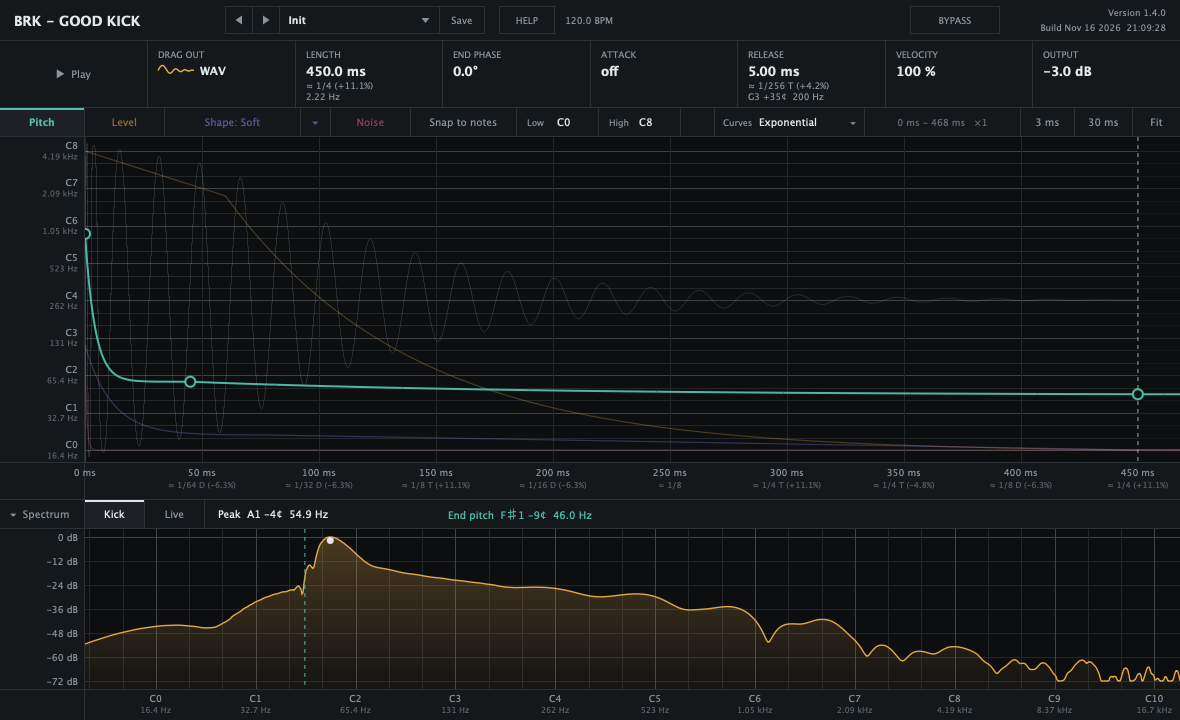 BRK – GOOD KICK
Init
Save
HELP
120.0 BPM
BYPASS
Version 1.4.0
Build Nov 16 2026 21:09:28
Play
DRAG OUT
WAV
LENGTH
450.0 ms
≈ 1/4 (+11.1%)
2.22 Hz
END PHASE
0.0°
ATTACK
off
RELEASE
5.00 ms
≈ 1/256 T (+4.2%)
G3 +35¢ 200 Hz
VELOCITY
100 %
OUTPUT
−3.0 dB
Pitch
Level
Shape: Soft
Noise
Snap to notes
Low C0
High C8
Curves Exponential
0 ms – 468 ms ×1
3 ms
30 ms
Fit
C8
4.19 kHz
C7
2.09 kHz
C6
1.05 kHz
C5
523 Hz
C4
262 Hz
C3
131 Hz
C2
65.4 Hz
C1
32.7 Hz
C0
16.4 Hz
0 ms
50 ms
100 ms
150 ms
200 ms
250 ms
300 ms
350 ms
400 ms
450 ms
≈ 1/64 D (−6.3%)
≈ 1/32 D (−6.3%)
≈ 1/8 T (+11.1%)
≈ 1/16 D (−6.3%)
≈ 1/8
≈ 1/4 T (+11.1%)
≈ 1/4 T (−4.8%)
≈ 1/8 D (−6.3%)
≈ 1/4 (+11.1%)
Spectrum
Kick
Live
Peak A1 −4¢ 54.9 Hz
End pitch F♯1 −9¢ 46.0 Hz
0 dB
−12 dB
−24 dB
−36 dB
−48 dB
−60 dB
−72 dB
C0
C1
C2
C3
C4
C5
C6
C7
C8
C9
C10
16.4 Hz
32.7 Hz
65.4 Hz
131 Hz
262 Hz
523 Hz
1.05 kHz
2.09 kHz
4.19 kHz
8.37 kHz
16.7 kHz